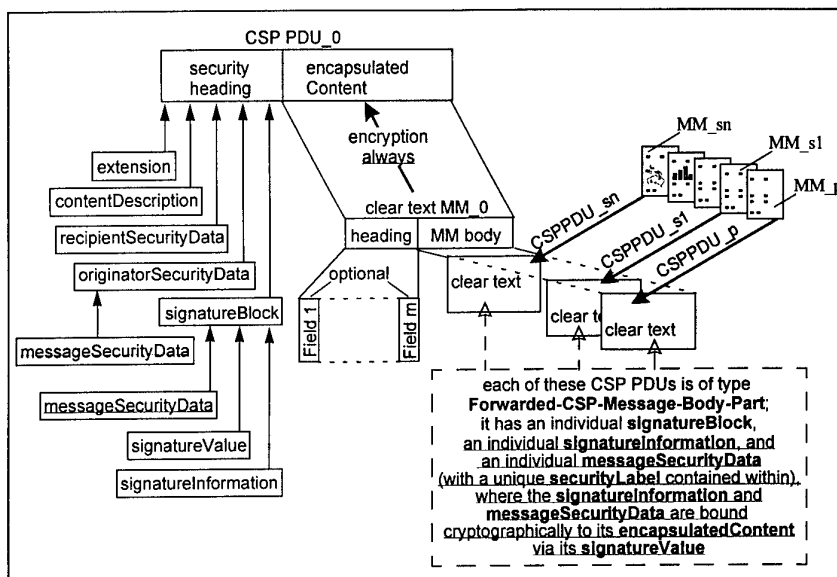 CSP PDU_0
security
heading
encapsulated
Content
encryption
always
extension
contentDescription
recipientSecurityData
originatorSecurityData
signatureBlock
messageSecurityData
messageSecurityData
signatureValue
signatureInformation
clear text MM_0
heading
MM body
optional
Field 1
Field m
MM_sn
MM_s1
MM_p
CSPPDU_sn
CSPPDU_s1
CSPPDU_p
clear text
clear te
clear text
each of these CSP PDUs is of type
Forwarded-CSP-Message-Body-Part;
it has an individual signatureBlock,
an individual signatureInformation, and
an individual messageSecurityData
(with a unique securityLabel contained within),
where the signatureInformation and
messageSecurityData are bound
cryptographically to its encapsulatedContent
via its signatureValue